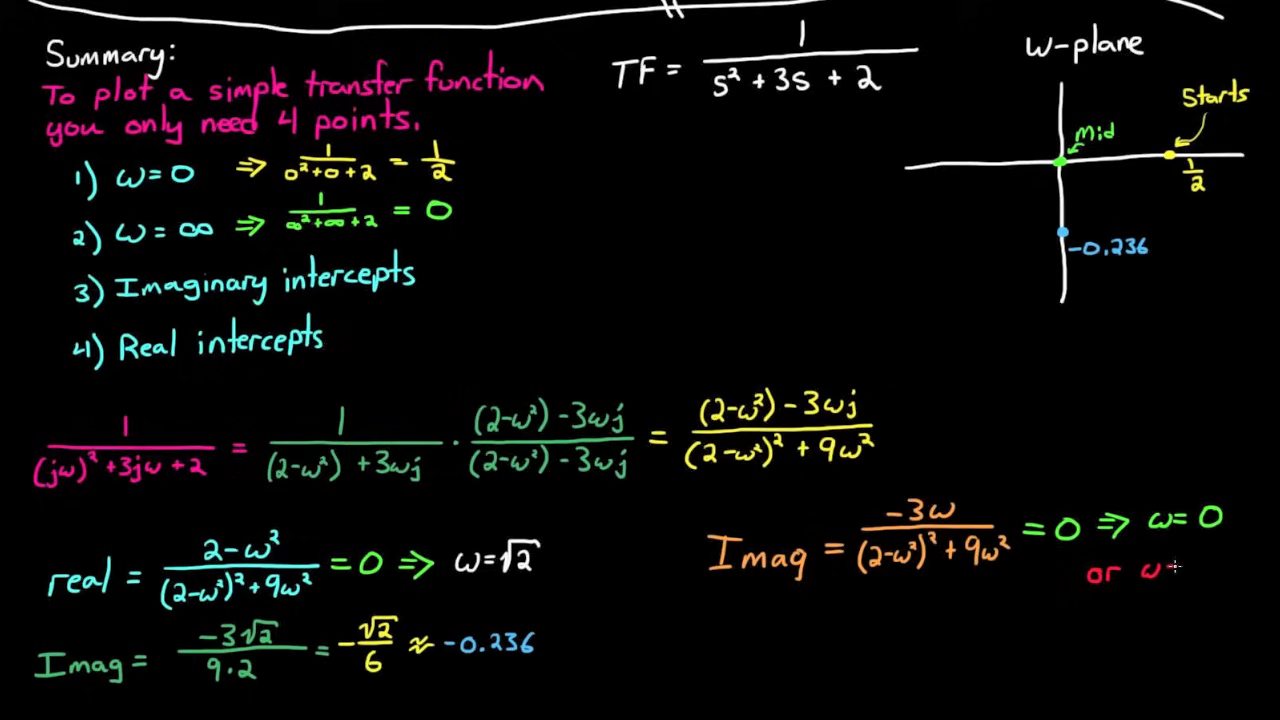 Summary:
To plot a simple transfer function
you only need 4 points.
1) ω=0 ⇒ 1/(0²+0+2) = 1/2
2) ω=∞ ⇒ 1/(∞²+∞+2) = 0
3) Imaginary intercepts
4) Real intercepts
TF = 1/(s² + 3s + 2)
W-plane
Starts
Mid
1/2
-0.236
1/((jω)² + 3jω + 2) = 1/((2-ω²) + 3ωj) · ((2-ω²) - 3ωj)/((2-ω²) - 3ωj) = ((2-ω²) - 3ωj)/((2-ω²)² + 9ω²)
real = (2-ω²)/((2-ω²)² + 9ω²) = 0 ⇒ ω=√2
Imag = (-3√2)/(9·2) = -√2/6 ≈ -0.236
Imag = (-3ω)/((2-ω²)² + 9ω²) = 0 ⇒ ω= 0
or ω=